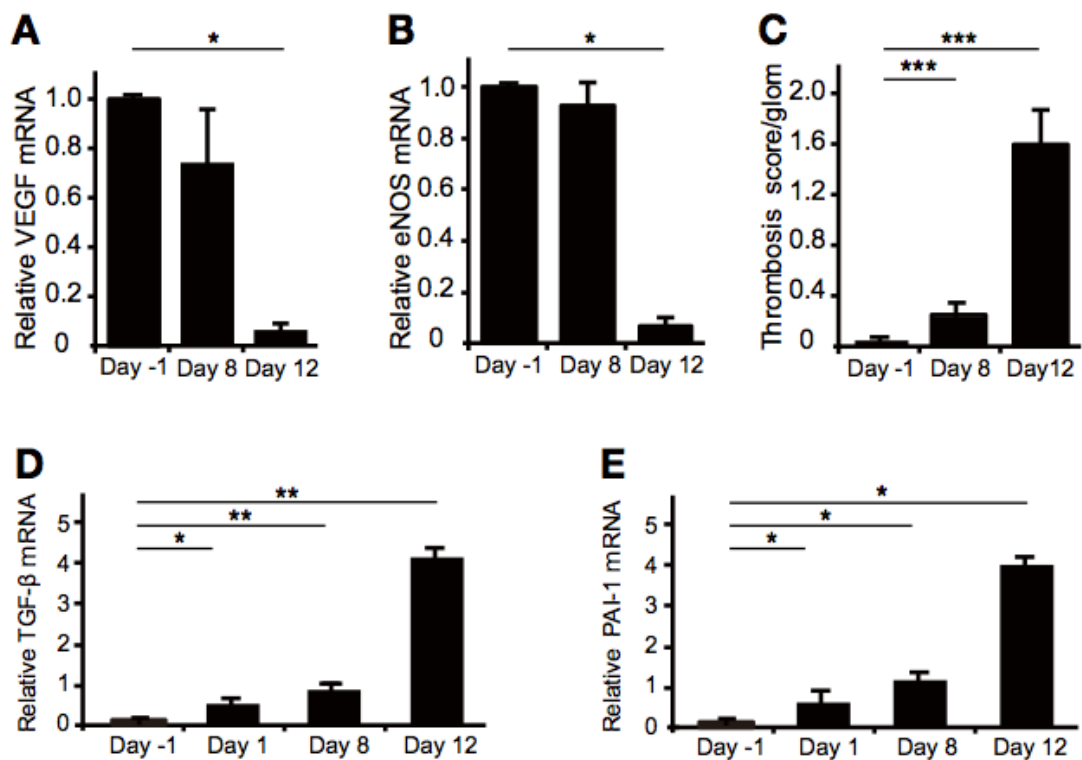 A
*
Relative VEGF mRNA
1.0
0.8
0.6
0.4
0.2
0
Day -1
Day 8
Day 12
B
*
Relative eNOS mRNA
1.0
0.8
0.6
0.4
0.2
0
Day -1
Day 8
Day 12
C
***
***
Thrombosis score/glom
2.0
1.6
1.2
0.8
0.4
0
Day -1
Day 8
Day12
D
**
**
*
Relative TGF-β mRNA
5
4
3
2
1
0
Day -1
Day 1
Day 8
Day 12
E
*
*
*
Relative PAI-1 mRNA
5
4
3
2
1
0
Day -1
Day 1
Day 8
Day 12